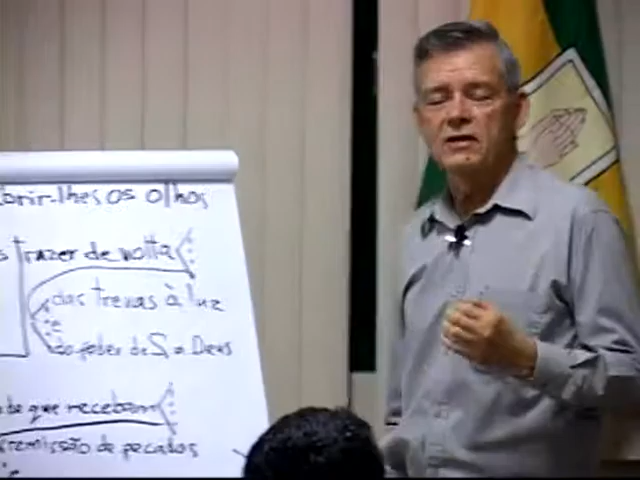 abrir-lhes os olhos
s trazer de volta
das trevas à luz
e
do poder de S. a Deus
de que recebam
remissão de pecados
e